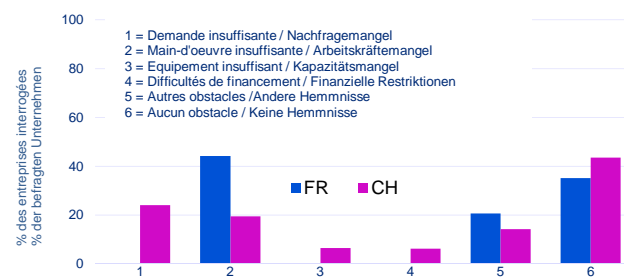 100
80
60
40
20
0
% des entreprises interrogées
% der befragten Unternehmen
1 = Demande insuffisante / Nachfragemangel
2 = Main-d'oeuvre insuffisante / Arbeitskräftemangel
3 = Equipement insuffisant / Kapazitätsmangel
4 = Difficultés de financement / Finanzielle Restriktionen
5 = Autres obstacles /Andere Hemmnisse
6 = Aucun obstacle / Keine Hemmnisse
FR CH
1 2 3 4 5 6